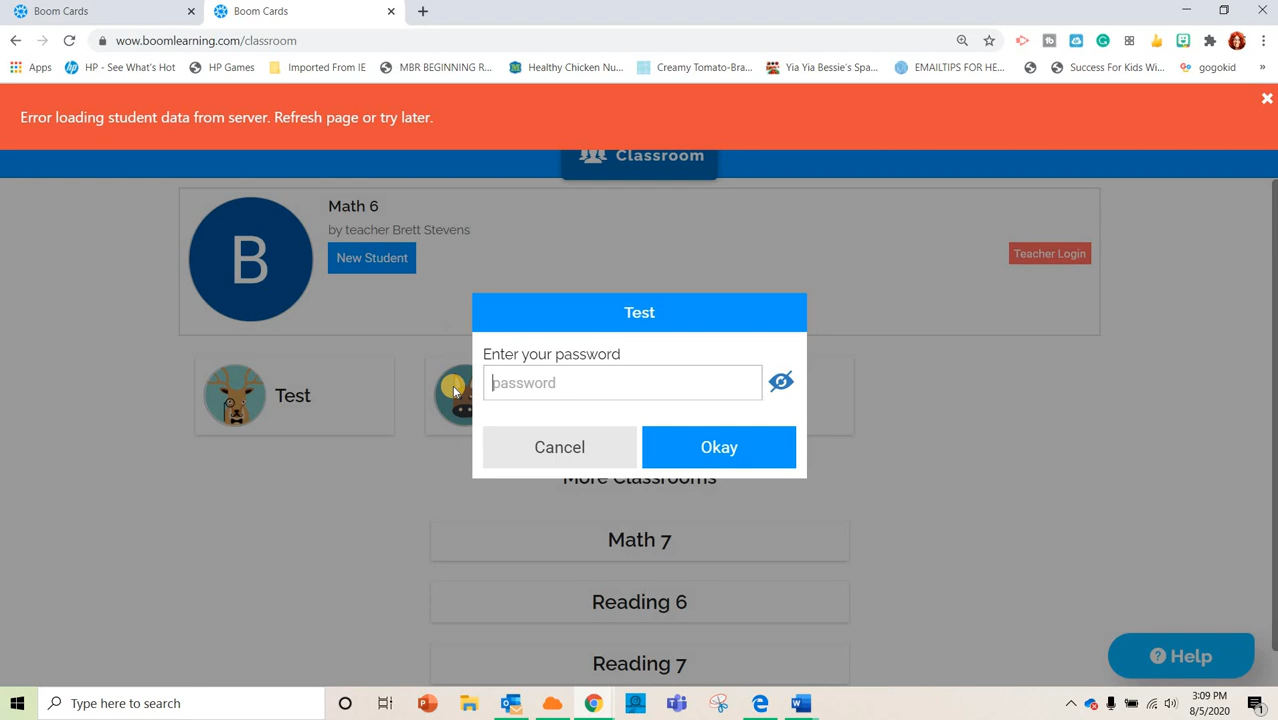 Boom Cards
Boom Cards
wow.boomlearning.com/classroom
Apps
HP - See What's Hot
HP Games
Imported From IE
MBR BEGINNING R...
Healthy Chicken Nu...
Creamy Tomato-Bra...
Yia Yia Bessie's Spa...
EMAILTIPS FOR HE...
Success For Kids Wi...
gogokid
»
Error loading student data from server. Refresh page or try later.
Classroom
B
Math 6
by teacher Brett Stevens
New Student
Teacher Login
Test
Enter your password
password
Test
Cancel
Okay
More Classrooms
Math 7
Reading 6
Reading 7
Help
Type here to search
3:09 PM
8/5/2020